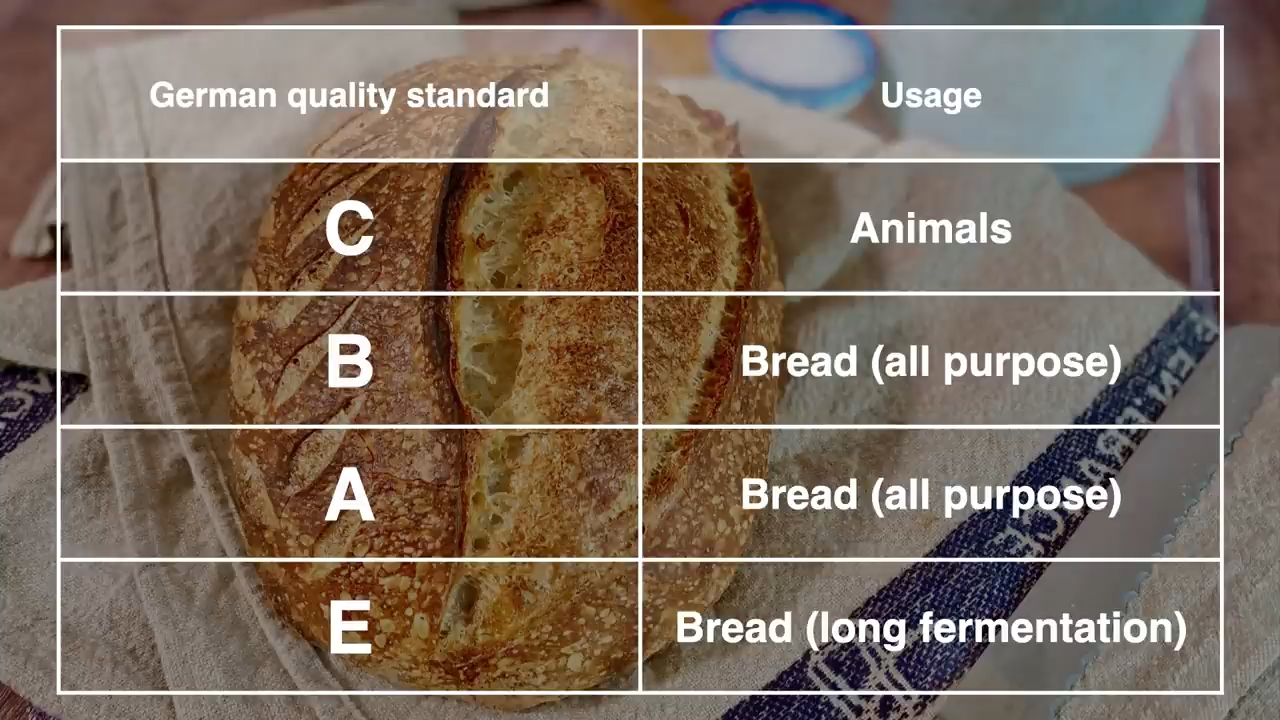 German quality standard
Usage
C
Animals
B
Bread (all purpose)
A
Bread (all purpose)
E
Bread (long fermentation)